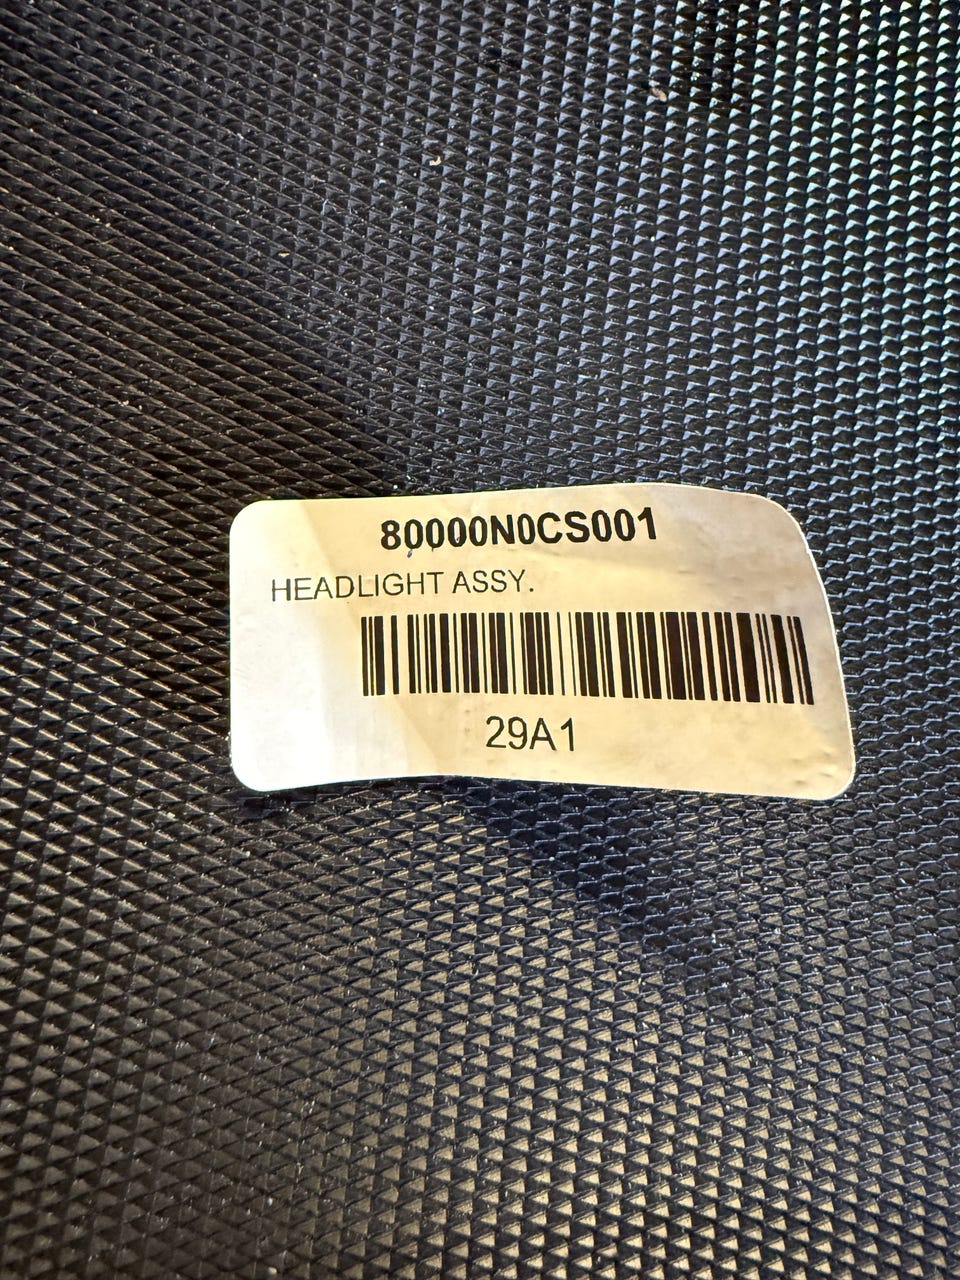 80000N0CS001
HEADLIGHT ASSY.
29A1